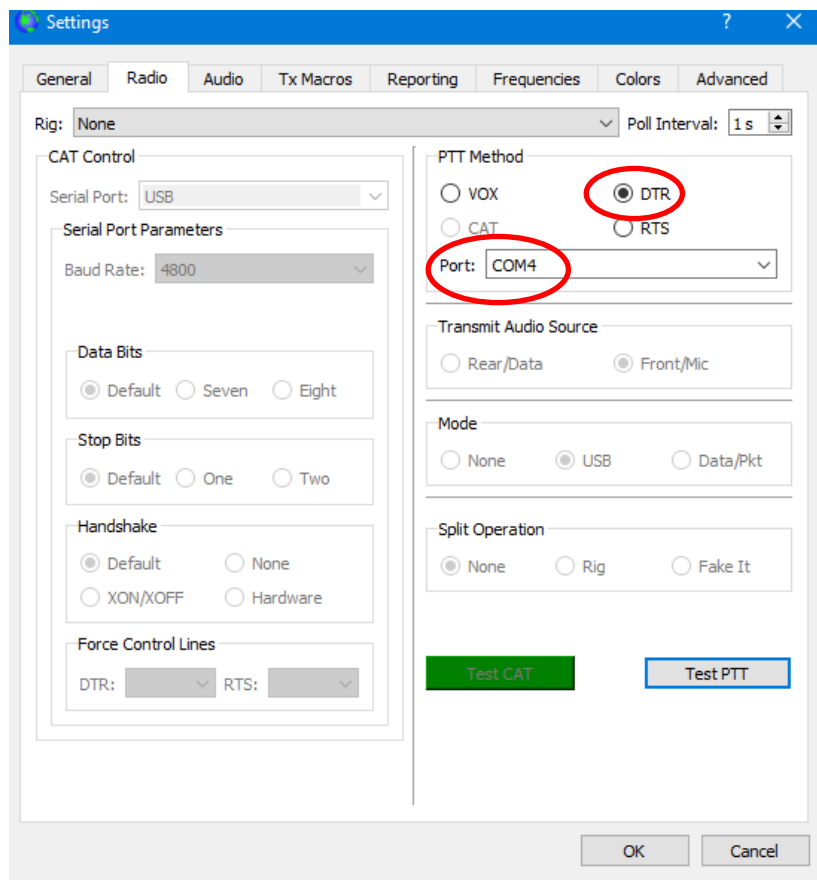 Settings ?
General Radio Audio Tx Macros Reporting Frequencies Colors Advanced
Rig: None Poll Interval: 1 s
CAT Control
Serial Port: USB
Serial Port Parameters
Baud Rate: 4800
Data Bits
Default Seven Eight
Stop Bits
Default One Two
Handshake
Default None
XON/XOFF Hardware
Force Control Lines
DTR: RTS:
PTT Method
VOX DTR
CAT RTS
Port: COM4
Transmit Audio Source
Rear/Data Front/Mic
Mode
None USB Data/Pkt
Split Operation
None Rig Fake It
Test CAT Test PTT
OK Cancel